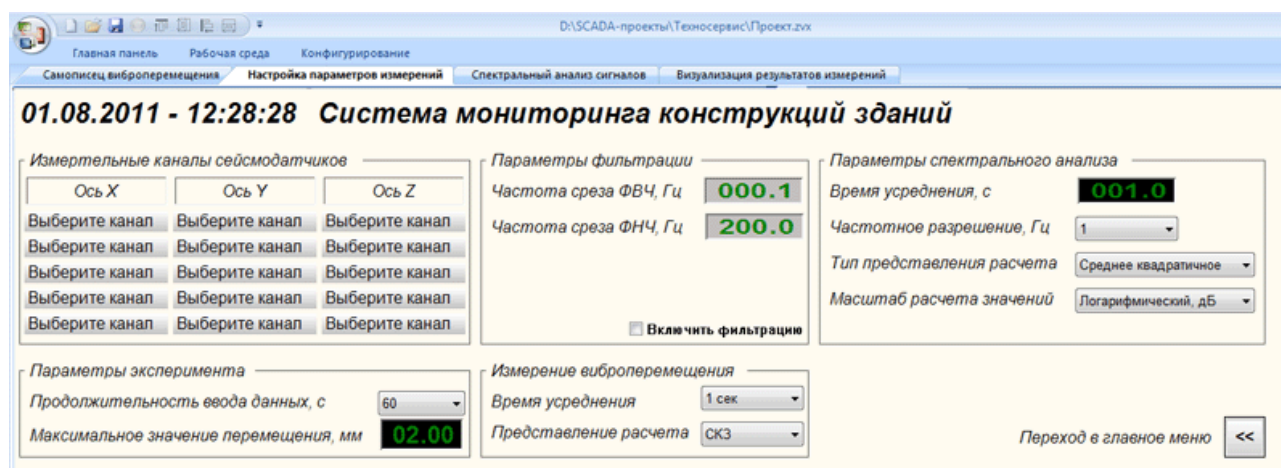 D:\SCADA-проекты\Техносервис\Проект.zvx
Главная панель Рабочая среда Конфигурирование
Самописец виброперемещения Настройка параметров измерений Спектральный анализ сигналов Визуализация результатов измерений
01.08.2011 - 12:28:28 Система мониторинга конструкций зданий
Измертельные каналы сейсмодатчиков
Ось X Ось Y Ось Z
Выберите канал Выберите канал Выберите канал
Выберите канал Выберите канал Выберите канал
Выберите канал Выберите канал Выберите канал
Выберите канал Выберите канал Выберите канал
Выберите канал Выберите канал Выберите канал
Параметры фильтрации
Частота среза ФВЧ, Гц 000.1
Частота среза ФНЧ, Гц 200.0
Включить фильтрацию
Параметры спектрального анализа
Время усреднения, с 001.0
Частотное разрешение, Гц 1
Тип представления расчета Среднее квадратичное
Масштаб расчета значений Логарифмический, дБ
Параметры эксперимента
Продолжительность ввода данных, с 60
Максимальное значение перемещения, мм 02.00
Измерение виброперемещения
Время усреднения 1 сек
Представление расчета СКЗ
Переход в главное меню <<